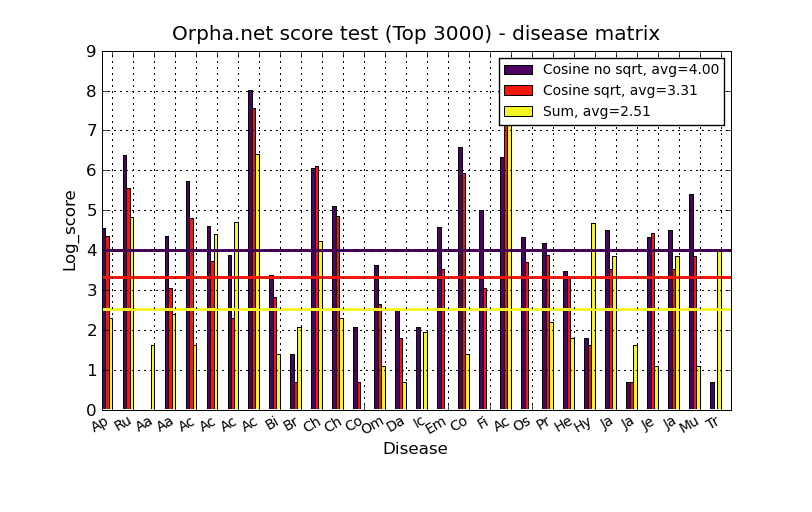 Orpha.net score test (Top 3000) - disease matrix
Cosine no sqrt, avg=4.00
Cosine sqrt, avg=3.31
Sum, avg=2.51
Log_score
9
8
7
6
5
4
3
2
1
0
Ap Ru Aa Aa Ac Ac Ac Ac Bi Br Ch Ch Co Om Da Ic Em Co Fi Ac Os Pr He Hy Ja Ja Je Ja Mu Tr
Disease